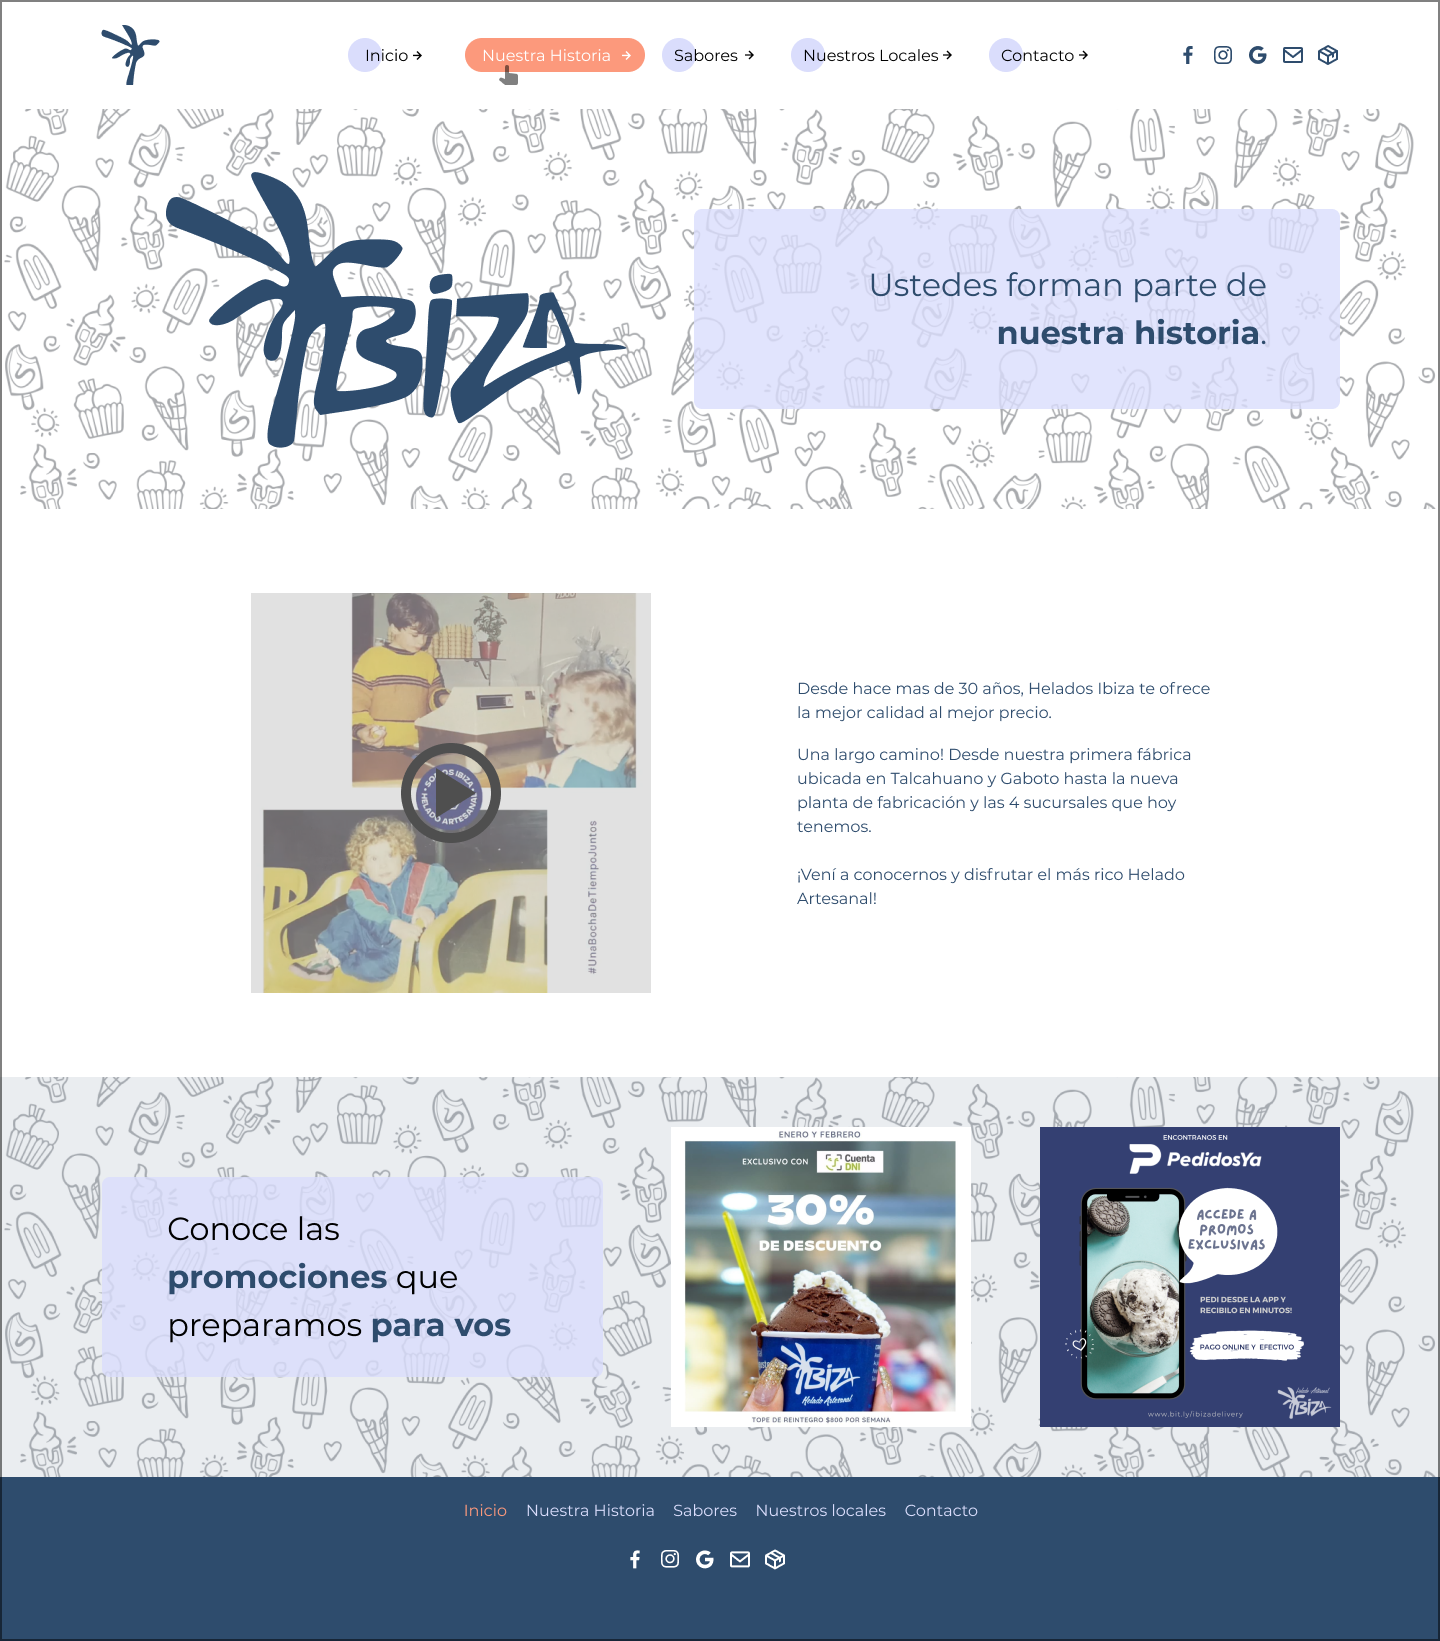 Inicio
Nuestra Historia
Sabores
Nuestros Locales
Contacto
IBIZA
Ustedes forman parte de
nuestra historia.
SOMOS IBIZA
HELADO ARTESANAL
#UnaBochaDeTiempoJuntos
Desde hace mas de 30 años, Helados Ibiza te ofrece
la mejor calidad al mejor precio.
Una largo camino! Desde nuestra primera fábrica
ubicada en Talcahuano y Gaboto hasta la nueva
planta de fabricación y las 4 sucursales que hoy
tenemos.
¡Vení a conocernos y disfrutar el más rico Helado
Artesanal!
Conoce las
promociones que
preparamos para vos
ENERO Y FEBRERO
EXCLUSIVO CON
Cuenta
DNI
30%
DE DESCUENTO
IBIZA
Helado Artesanal
TOPE DE REINTEGRO $800 POR SEMANA
ENCONTRANOS EN
PedidosYa
ACCEDE A
PROMOS
EXCLUSIVAS
PEDI DESDE LA APP Y
RECIBILO EN MINUTOS!
PAGO ONLINE Y EFECTIVO
Helado Artesanal
IBIZA
www.bit.ly/ibizadelivery
Inicio
Nuestra Historia
Sabores
Nuestros locales
Contacto